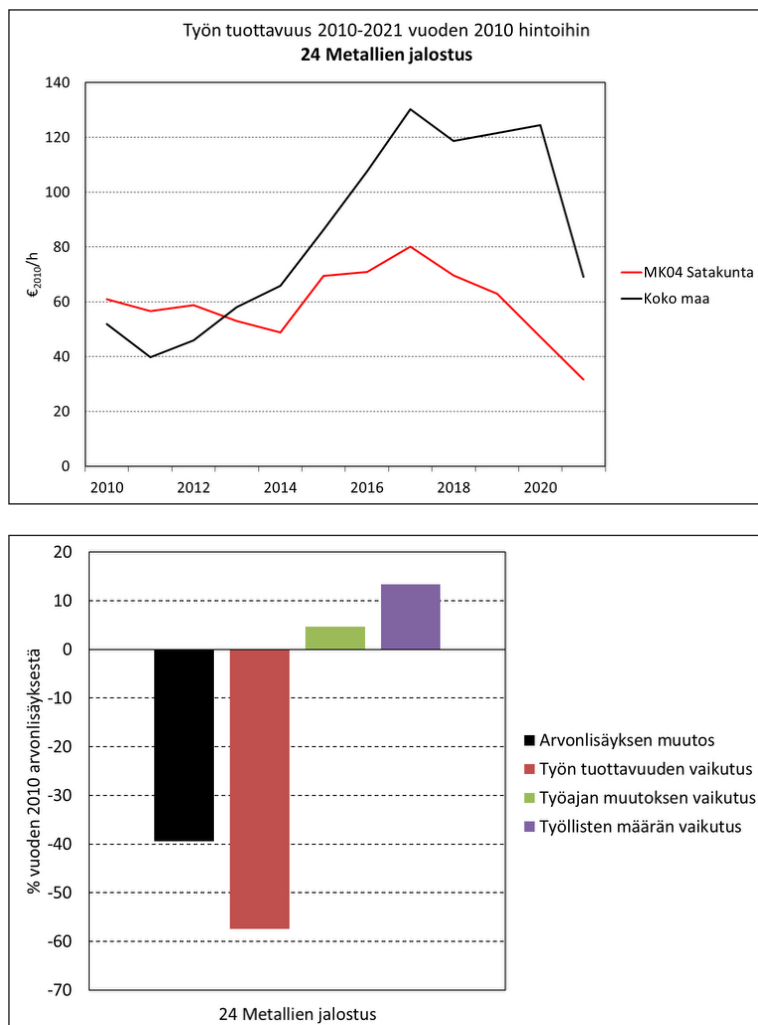 Työn tuottavuus 2010-2021 vuoden 2010 hintoihin
24 Metallien jalostus
140
120
100
80
60
40
20
0
€2010/h
2010 2012 2014 2016 2018 2020
MK04 Satakunta
Koko maa
20
10
0
-10
-20
-30
-40
-50
-60
-70
% vuoden 2010 arvonlisäyksestä
24 Metallien jalostus
Arvonlisäyksen muutos
Työn tuottavuuden vaikutus
Työajan muutoksen vaikutus
Työllisten määrän vaikutus